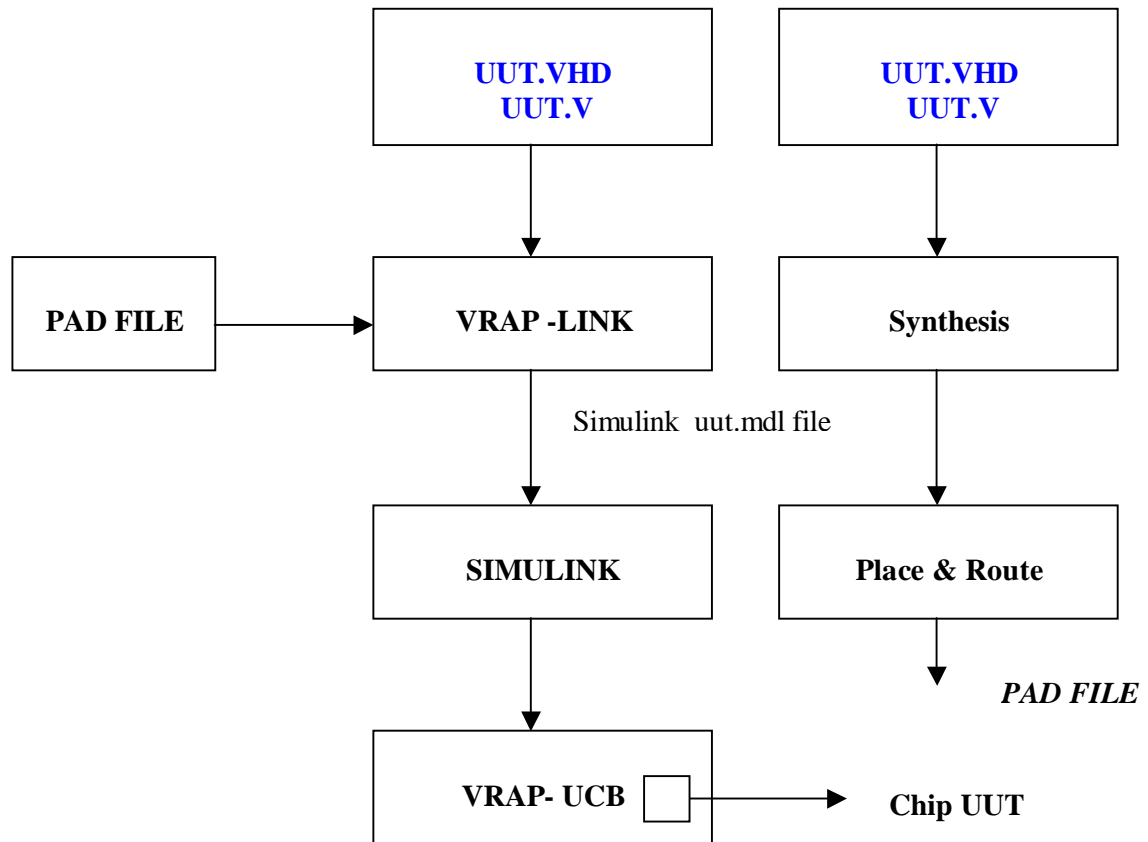 UUT.VHD
UUT.V
UUT.VHD
UUT.V
PAD FILE
VRAP -LINK
Synthesis
Simulink uut.mdl file
SIMULINK
Place & Route
PAD FILE
VRAP- UCB
Chip UUT